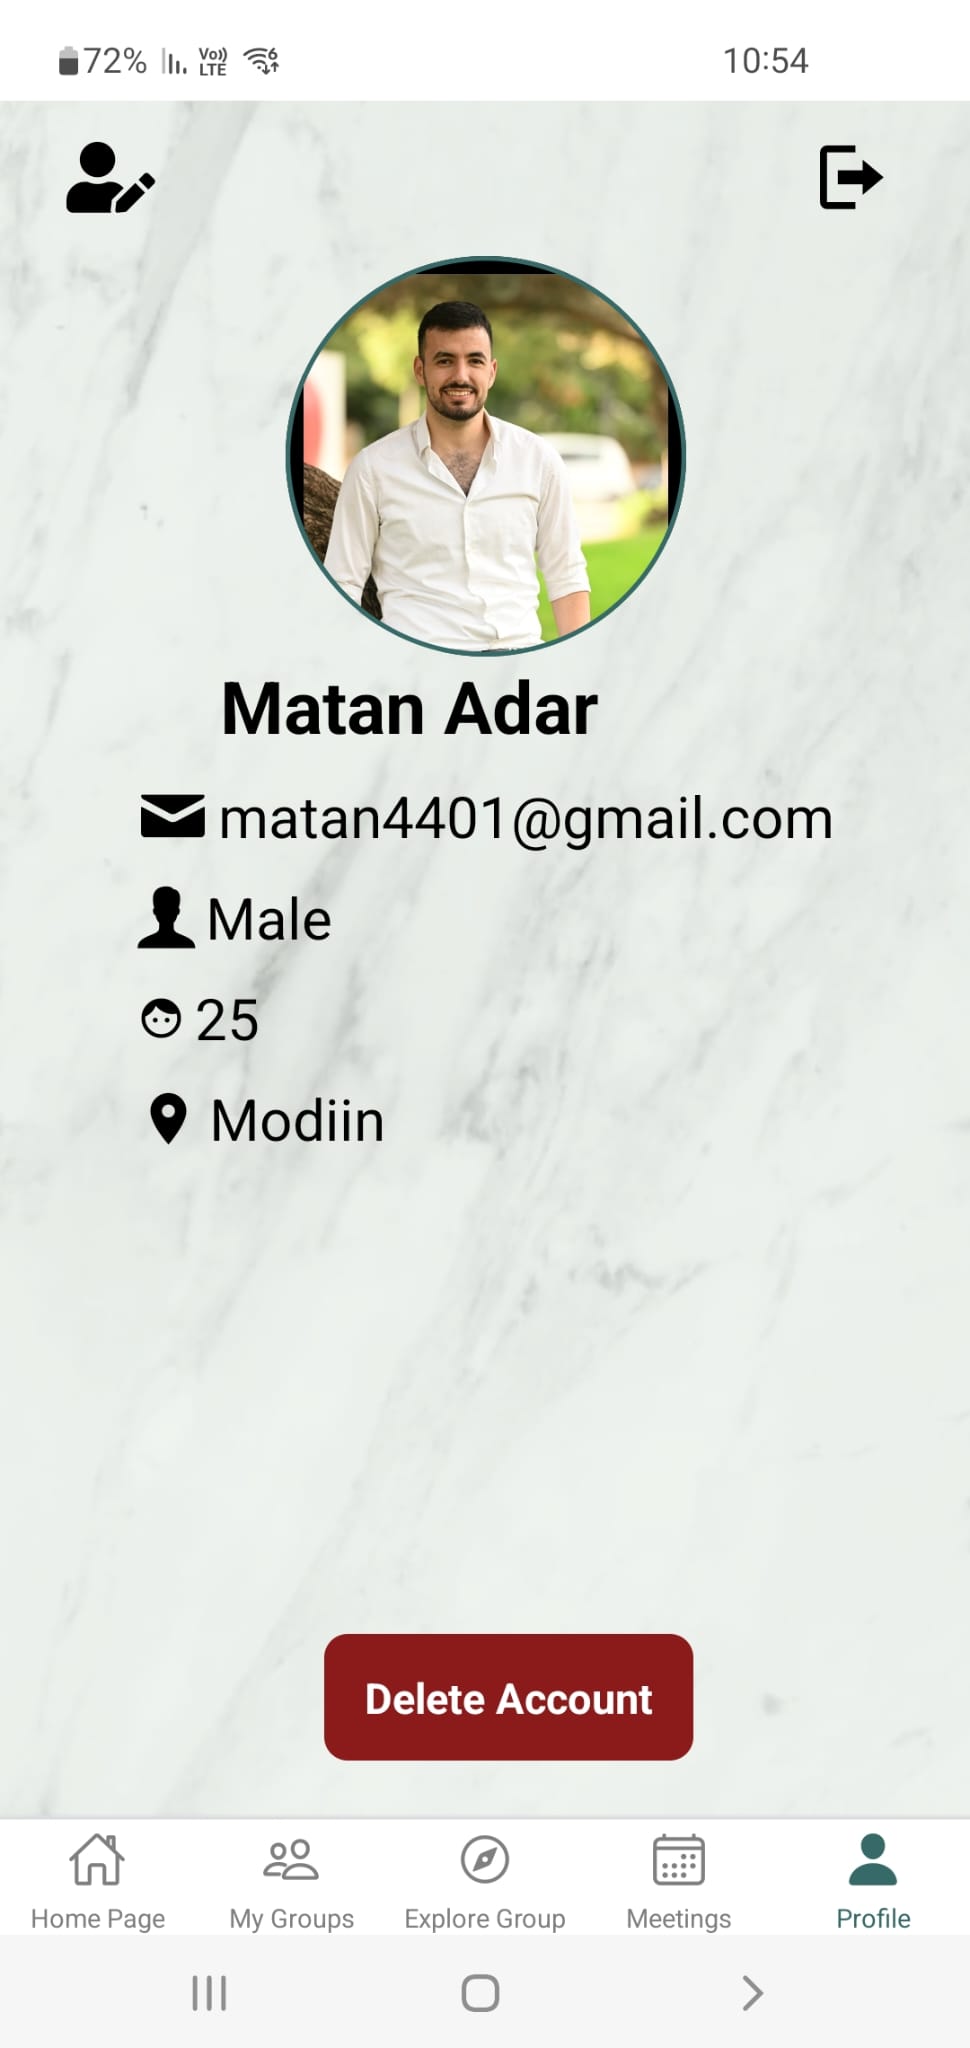 72% Vo)) LTE 6 10:54
Matan Adar
matan4401@gmail.com
Male
25
Modiin
Delete Account
Home Page My Groups Explore Group Meetings Profile